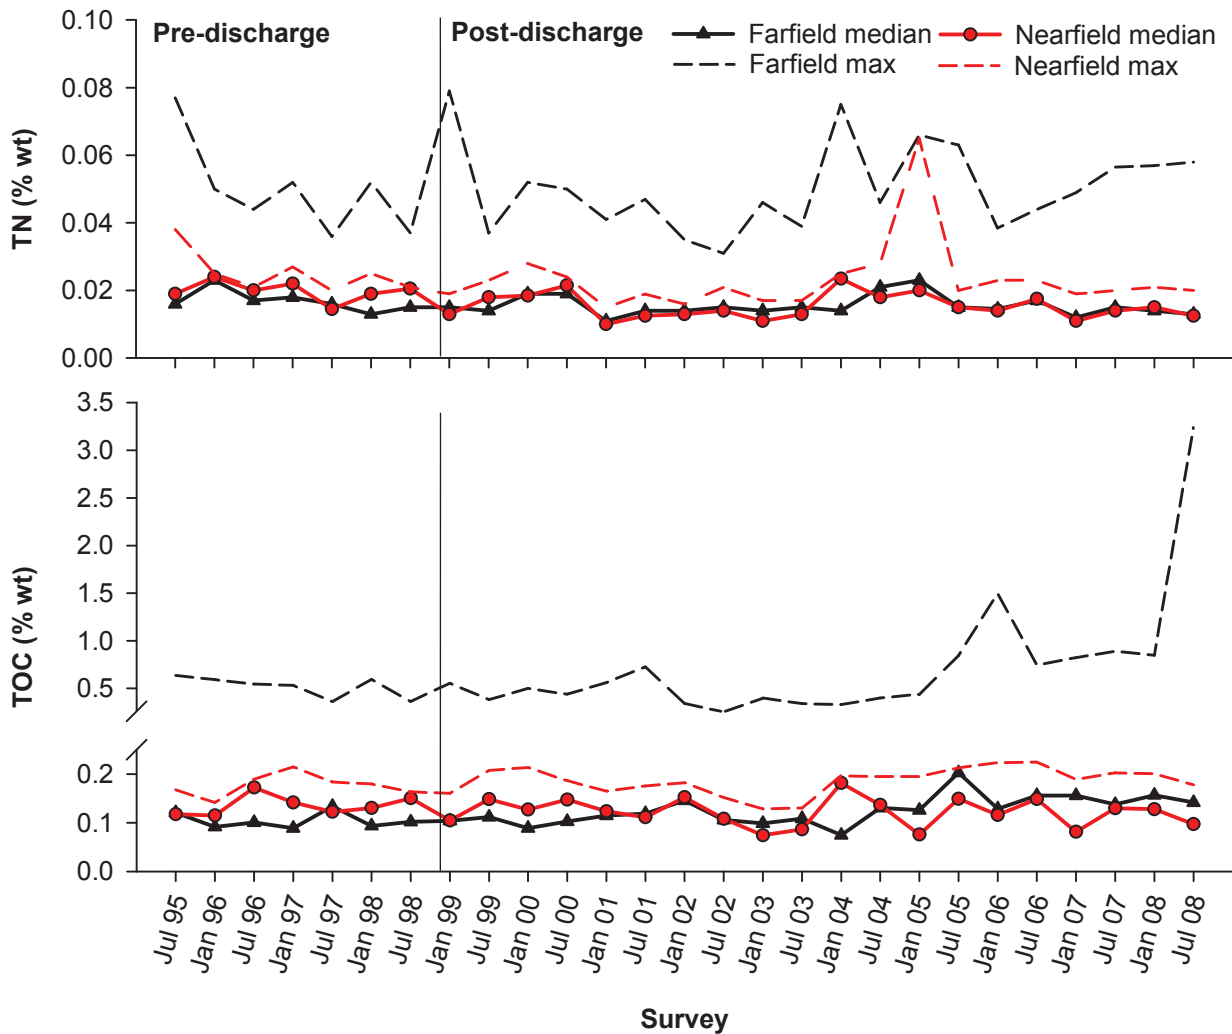 Pre-discharge
Post-discharge
Farfield median
Nearfield median
Farfield max
Nearfield max
TN (% wt)
0.10
0.08
0.06
0.04
0.02
0.00
TOC (% wt)
3.5
3.0
2.5
2.0
1.5
1.0
0.5
0.2
0.1
0.0
Jul 95
Jan 96
Jul 96
Jan 97
Jul 97
Jan 98
Jul 98
Jan 99
Jul 99
Jan 00
Jul 00
Jan 01
Jul 01
Jan 02
Jul 02
Jan 03
Jul 03
Jan 04
Jul 04
Jan 05
Jul 05
Jan 06
Jul 06
Jan 07
Jul 07
Jan 08
Jul 08
Survey